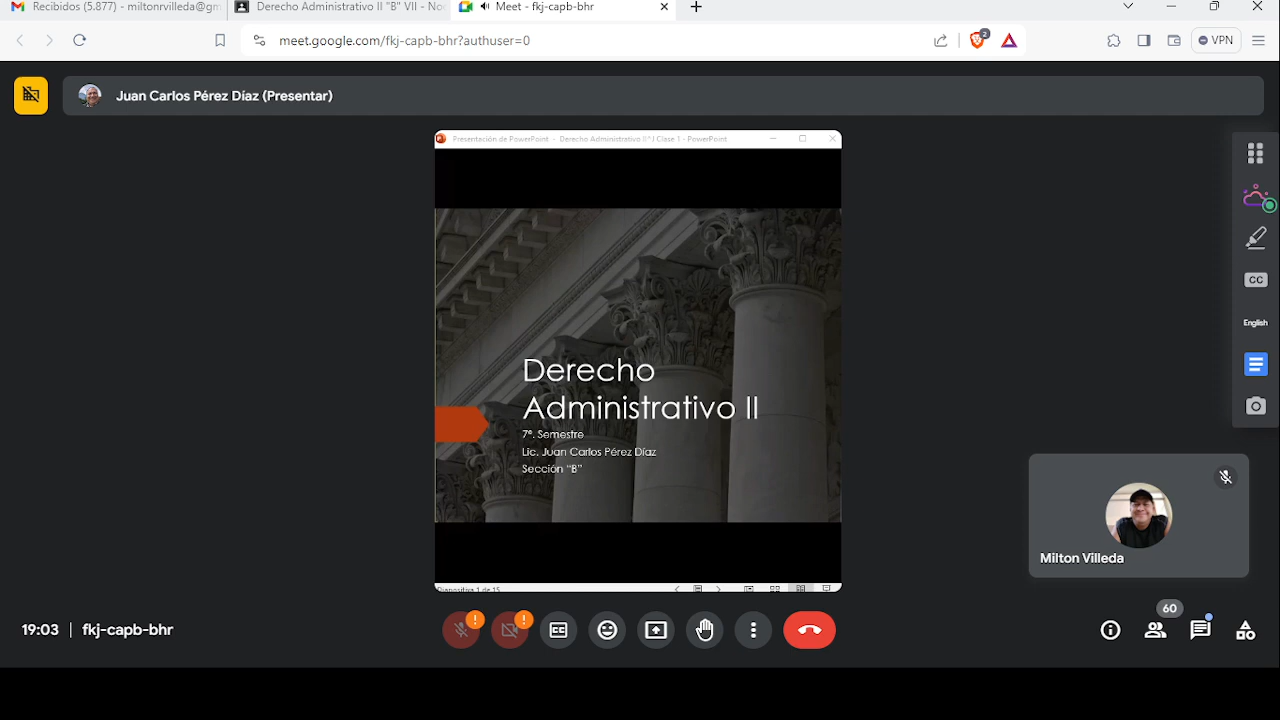 Recibidos (5.877) - miltonrvilleda@gm
Derecho Administrativo II "B" VII - No
Meet - fkj-capb-bhr
meet.google.com/fkj-capb-bhr?authuser=0
2
VPN
Juan Carlos Pérez Díaz (Presentar)
Presentación de PowerPoint - Derecho Administrativo II°I Clase 1 - PowerPoint
CC
English
Derecho
Administrativo II
7°. Semestre
Lic. Juan Carlos Pérez Díaz
Sección “B”
Milton Villeda
Diapositiva 1 de 15
60
19:03 | fkj-capb-bhr